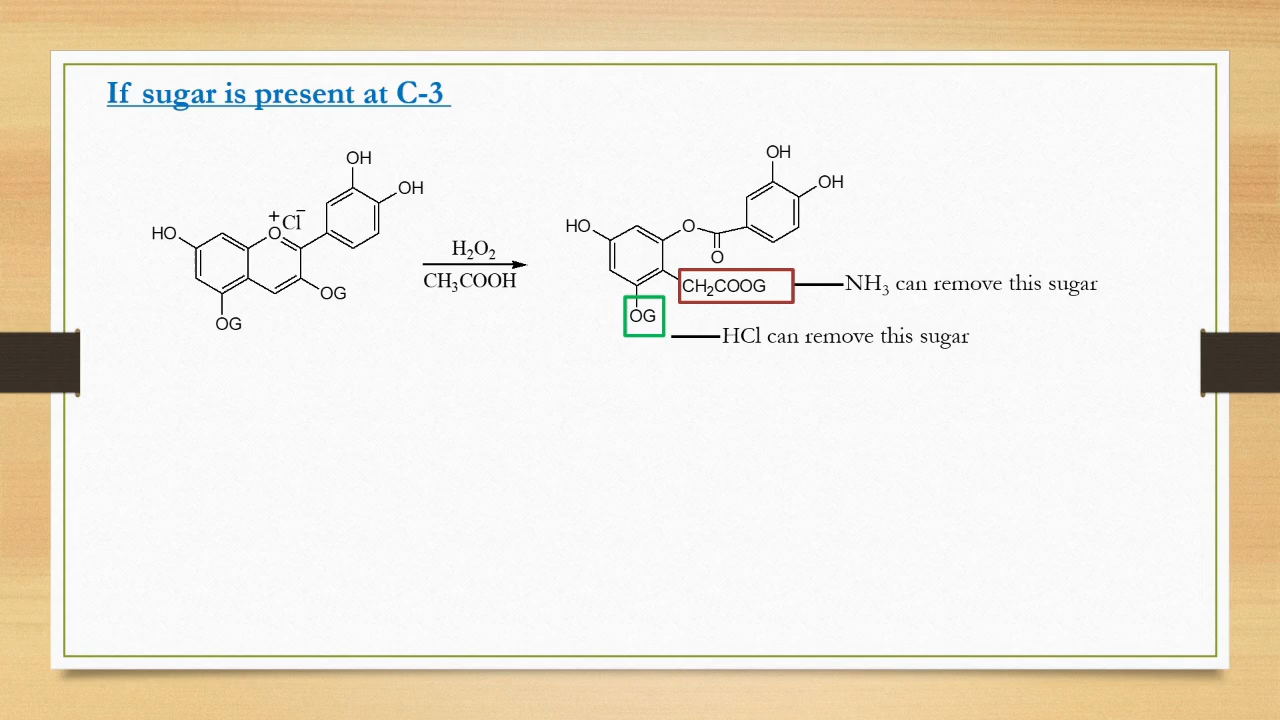 If sugar is present at C-3
OH
OH
HO
+
Cl⁻
O
OG
OG
H₂O₂
CH₃COOH
OH
OH
HO
O
O
CH₂COOG
OG
NH₃ can remove this sugar
HCl can remove this sugar